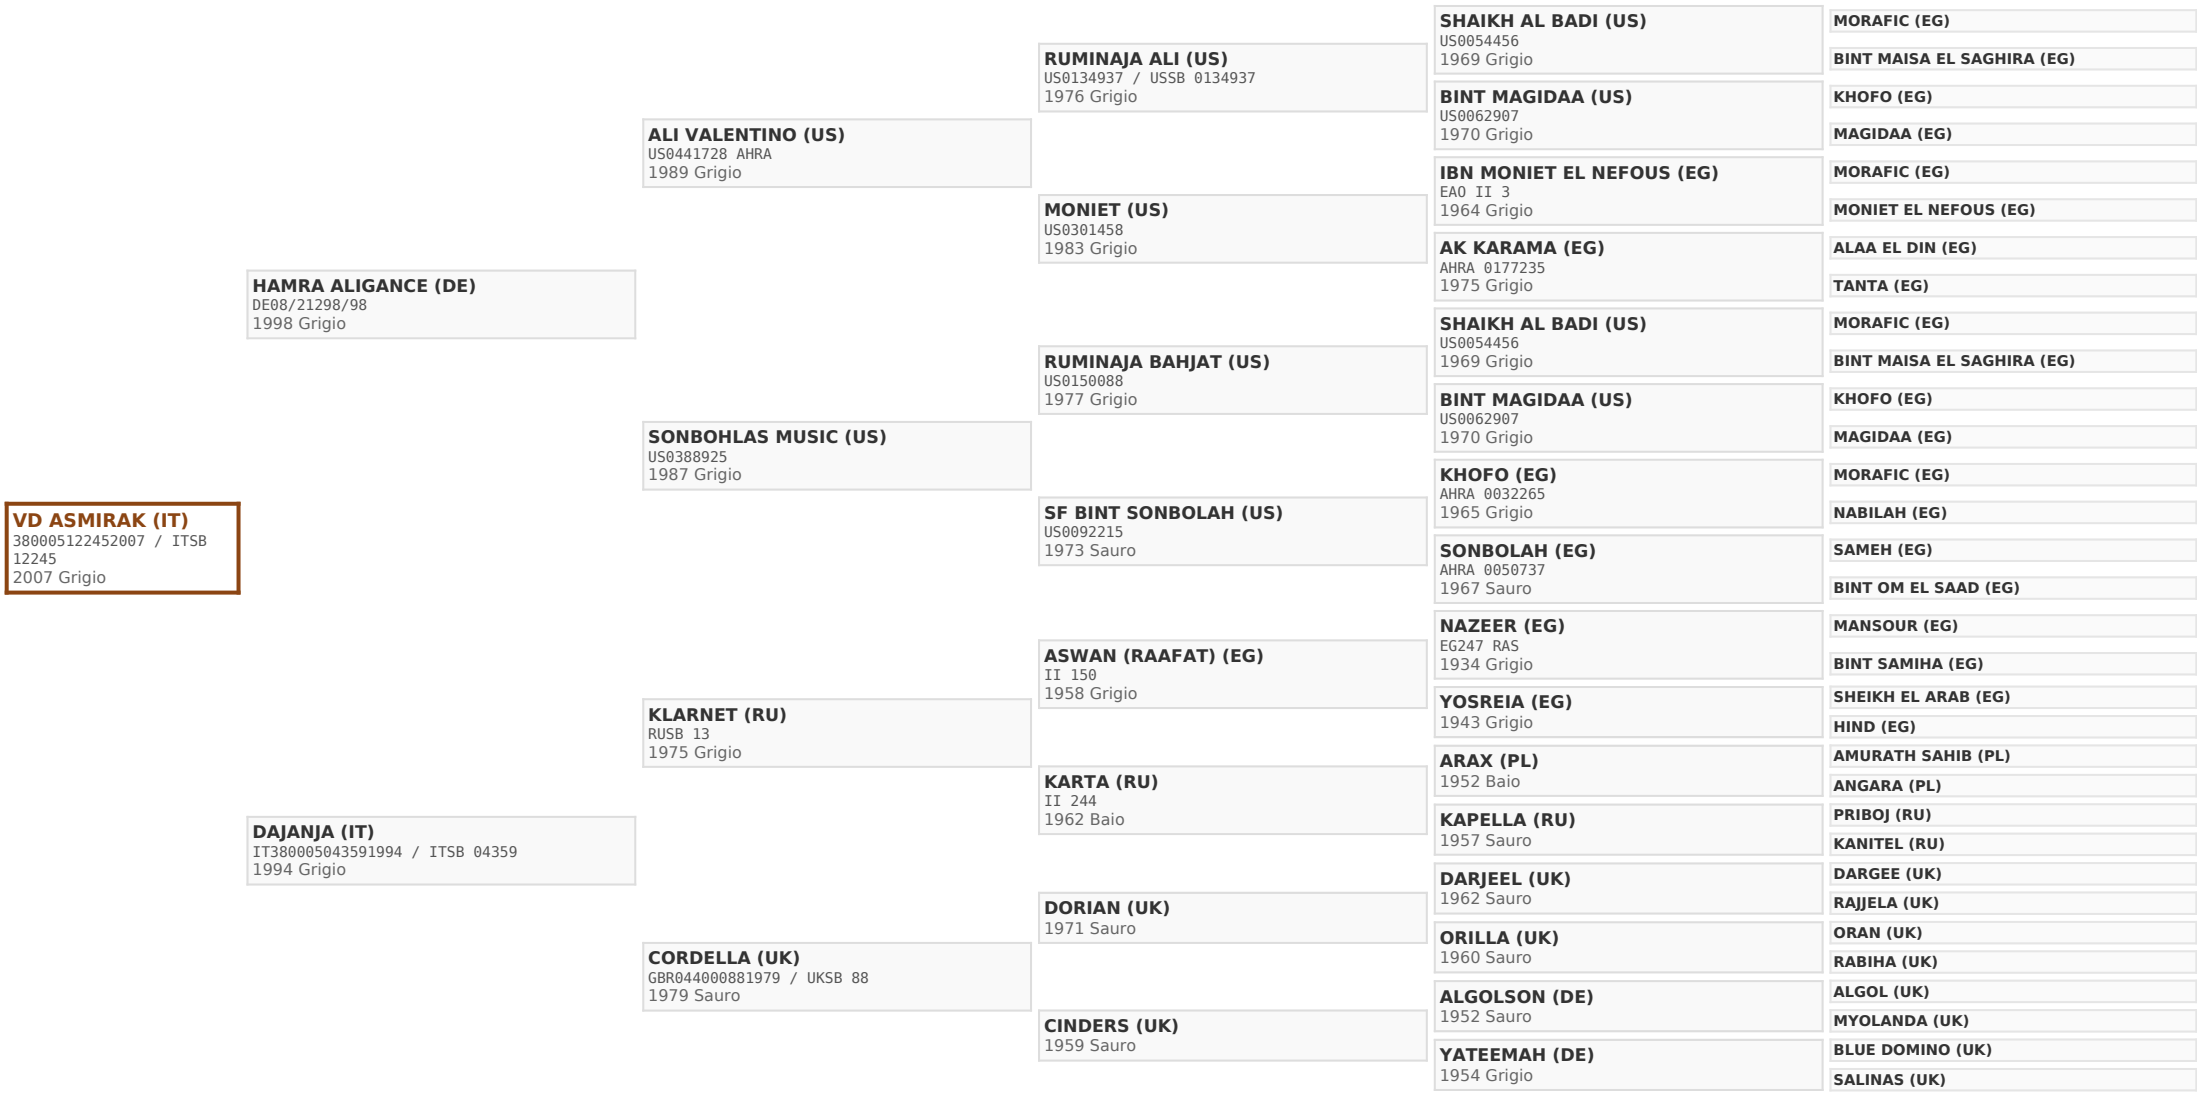 VD ASMIRAK (IT)
380005122452007 / ITSB
12245
2007 Grigio
HAMRA ALIGANCE (DE)
DE08/21298/98
1998 Grigio
DAJANJA (IT)
IT380005043591994 / ITSB 04359
1994 Grigio
ALI VALENTINO (US)
US0441728 AHRA
1989 Grigio
SONBOHLAS MUSIC (US)
US0388925
1987 Grigio
KLARNET (RU)
RUSB 13
1975 Grigio
CORDELLA (UK)
GBR044000881979 / UKSB 88
1979 Sauro
RUMINAJA ALI (US)
US0134937 / USSB 0134937
1976 Grigio
MONIET (US)
US0301458
1983 Grigio
RUMINAJA BAHJAT (US)
US0150088
1977 Grigio
SF BINT SONBOLAH (US)
US0092215
1973 Sauro
ASWAN (RAAFAT) (EG)
II 150
1958 Grigio
KARTA (RU)
II 244
1962 Baio
DORIAN (UK)
1971 Sauro
CINDERS (UK)
1959 Sauro
SHAIKH AL BADI (US)
US0054456
1969 Grigio
BINT MAGIDAA (US)
US0062907
1970 Grigio
IBN MONIET EL NEFOUS (EG)
EAO II 3
1964 Grigio
AK KARAMA (EG)
AHRA 0177235
1975 Grigio
SHAIKH AL BADI (US)
US0054456
1969 Grigio
BINT MAGIDAA (US)
US0062907
1970 Grigio
KHOFO (EG)
AHRA 0032265
1965 Grigio
SONBOLAH (EG)
AHRA 0050737
1967 Sauro
NAZEER (EG)
EG247 RAS
1934 Grigio
YOSREIA (EG)
1943 Grigio
ARAX (PL)
1952 Baio
KAPELLA (RU)
1957 Sauro
DARJEEL (UK)
1962 Sauro
ORILLA (UK)
1960 Sauro
ALGOLSON (DE)
1952 Sauro
YATEEMAH (DE)
1954 Grigio
MORAFIC (EG)
BINT MAISA EL SAGHIRA (EG)
KHOFO (EG)
MAGIDAA (EG)
MORAFIC (EG)
MONIET EL NEFOUS (EG)
ALAA EL DIN (EG)
TANTA (EG)
MORAFIC (EG)
BINT MAISA EL SAGHIRA (EG)
KHOFO (EG)
MAGIDAA (EG)
MORAFIC (EG)
NABILAH (EG)
SAMEH (EG)
BINT OM EL SAAD (EG)
MANSOUR (EG)
BINT SAMIHA (EG)
SHEIKH EL ARAB (EG)
HIND (EG)
AMURATH SAHIB (PL)
ANGARA (PL)
PRIBOJ (RU)
KANITEL (RU)
DARGEE (UK)
RAJJELA (UK)
ORAN (UK)
RABIHA (UK)
ALGOL (UK)
MYOLANDA (UK)
BLUE DOMINO (UK)
SALINAS (UK)